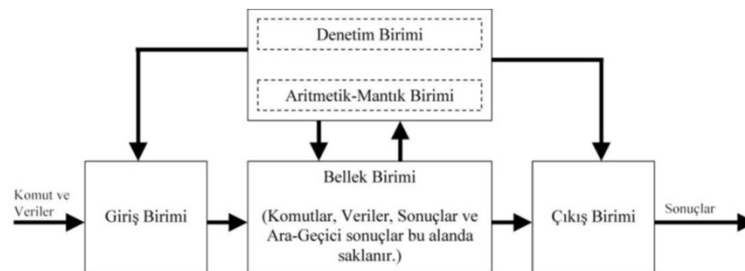 Denetim Birimi
Aritmetik-Mantık Birimi
Komut ve
Veriler
Giriş Birimi
Bellek Birimi
(Komutlar, Veriler, Sonuçlar ve
Ara-Geçici sonuçlar bu alanda
saklanır.)
Çıkış Birimi
Sonuçlar